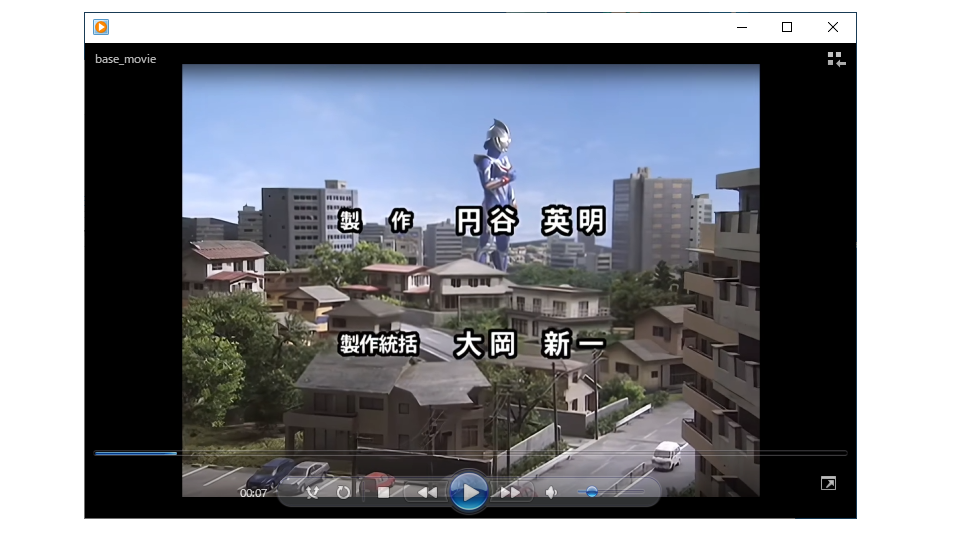 base_movie
製　作　円谷　英明
製作統括　大岡　新一
00:07